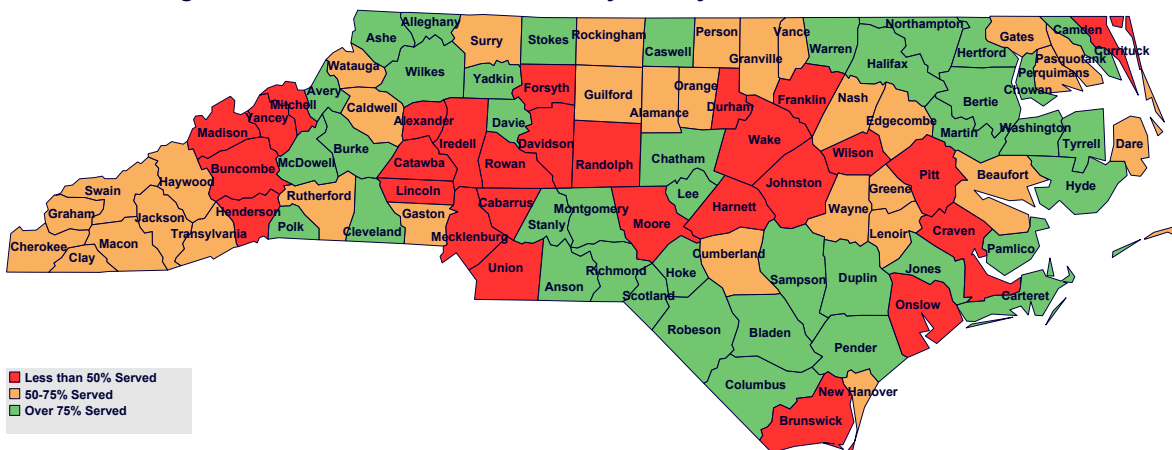 Alleghany
Northampton
Ashe
Surry
Stokes
Rockingham
Caswell
Person
Vance
Granville
Warren
Halifax
Hertford
Gates
Camden
Currituck
Pasquotank
Perquimans
Chowan
Watauga
Wilkes
Yadkin
Forsyth
Guilford
Alamance
Orange
Durham
Franklin
Nash
Edgecombe
Bertie
Martin
Washington
Tyrrell
Dare
Mitchell
Avery
Yancey
Caldwell
Alexander
Madison
Burke
Iredell
Davie
Davidson
Randolph
Chatham
Wake
Wilson
Pitt
Beaufort
Hyde
Buncombe
McDowell
Catawba
Rowan
Haywood
Swain
Rutherford
Lincoln
Cabarrus
Montgomery
Lee
Johnston
Greene
Graham
Jackson
Henderson
Polk
Cleveland
Gaston
Mecklenburg
Stanly
Moore
Harnett
Wayne
Lenoir
Craven
Pamlico
Transylvania
Cherokee
Macon
Clay
Union
Anson
Richmond
Scotland
Hoke
Cumberland
Sampson
Duplin
Jones
Onslow
Carteret
Robeson
Bladen
Pender
Columbus
New Hanover
Brunswick
Less than 50% Served
50-75% Served
Over 75% Served